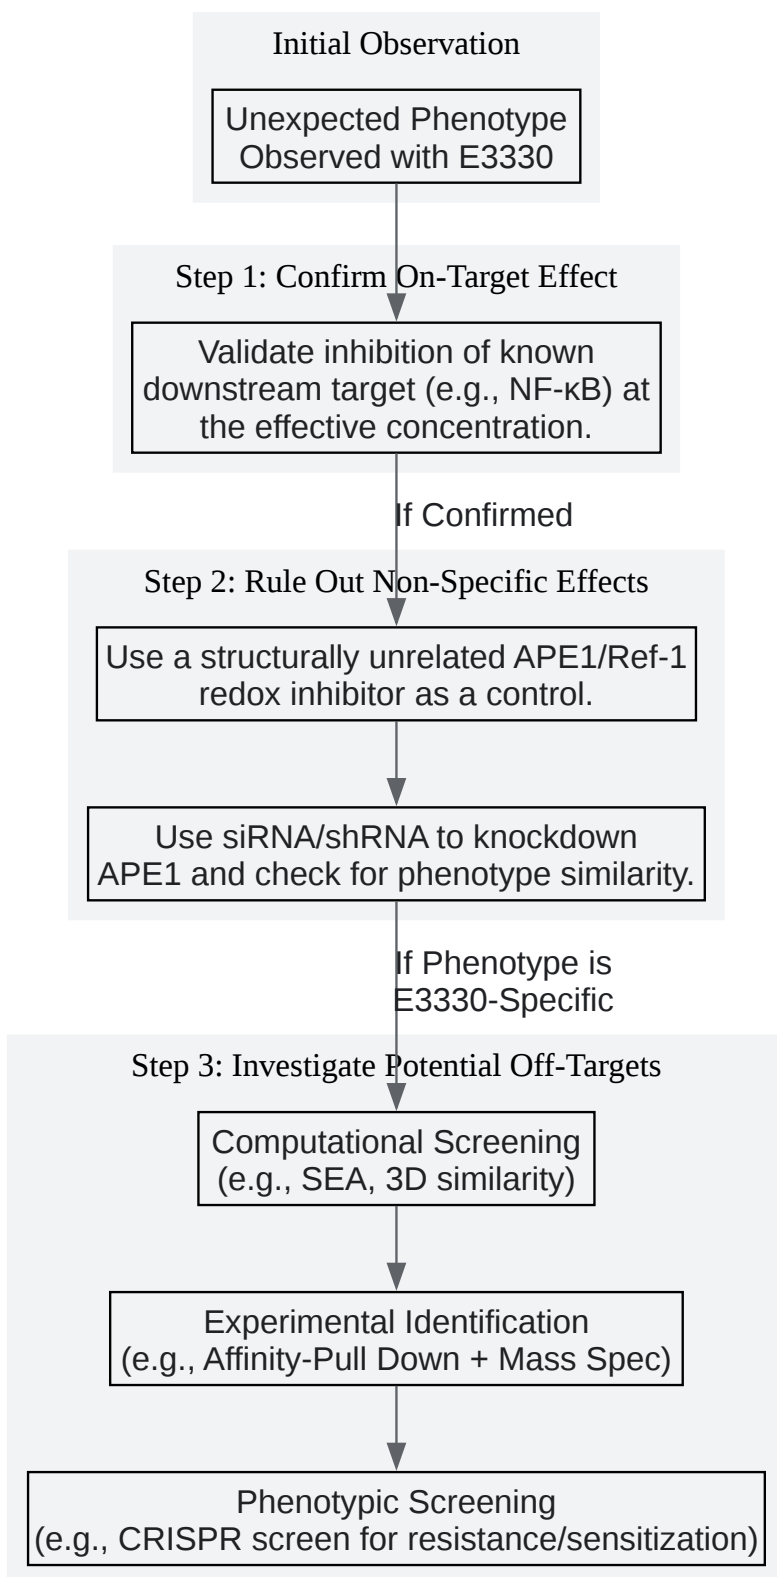 Initial Observation
Unexpected Phenotype
Observed with E3330
Step 1: Confirm On-Target Effect
Validate inhibition of known
downstream target (e.g., NF-κB) at
the effective concentration.
If Confirmed
Step 2: Rule Out Non-Specific Effects
Use a structurally unrelated APE1/Ref-1
redox inhibitor as a control.
Use siRNA/shRNA to knockdown
APE1 and check for phenotype similarity.
If Phenotype is
E3330-Specific
Step 3: Investigate Potential Off-Targets
Computational Screening
(e.g., SEA, 3D similarity)
Experimental Identification
(e.g., Affinity-Pull Down + Mass Spec)
Phenotypic Screening
(e.g., CRISPR screen for resistance/sensitization)